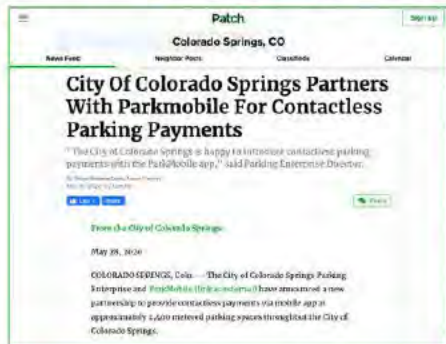 Patch
Sign up
Colorado Springs, CO
News Feed
Neighbor Posts
Classifieds
Calendar
City Of Colorado Springs Partners
With Parkmobile For Contactless
Parking Payments
"The City of Colorado Springs is happy to introduce contactless parking
payments with the ParkMobile app," said Parking Enterprise Director.
Share
From the City of Colorado Springs:
May 28, 2020
COLORADO SPRINGS, Colo. — The City of Colorado Springs Parking
Enterprise and ParkMobile (link is external) have announced a new
partnership to provide contactless payments via mobile app at
approximately 2,400 metered parking spaces throughout the City of
Colorado Springs.